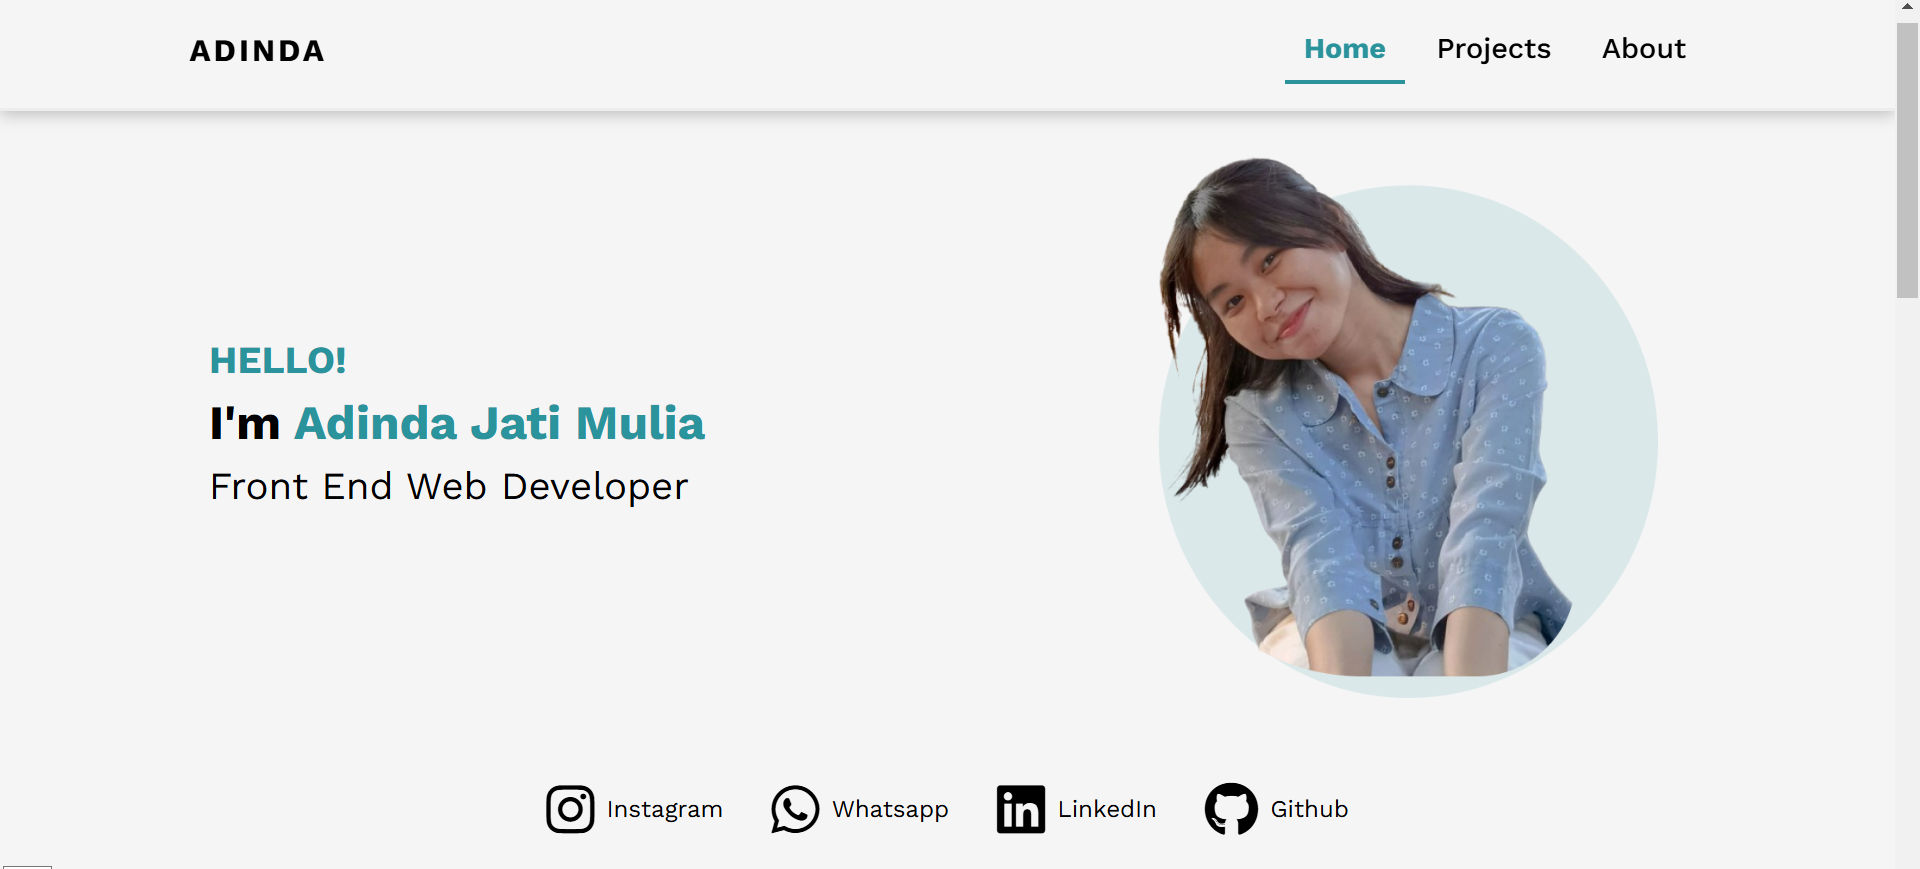 ADINDA
Home Projects About
HELLO!
I'm Adinda Jati Mulia
Front End Web Developer
Instagram Whatsapp LinkedIn Github